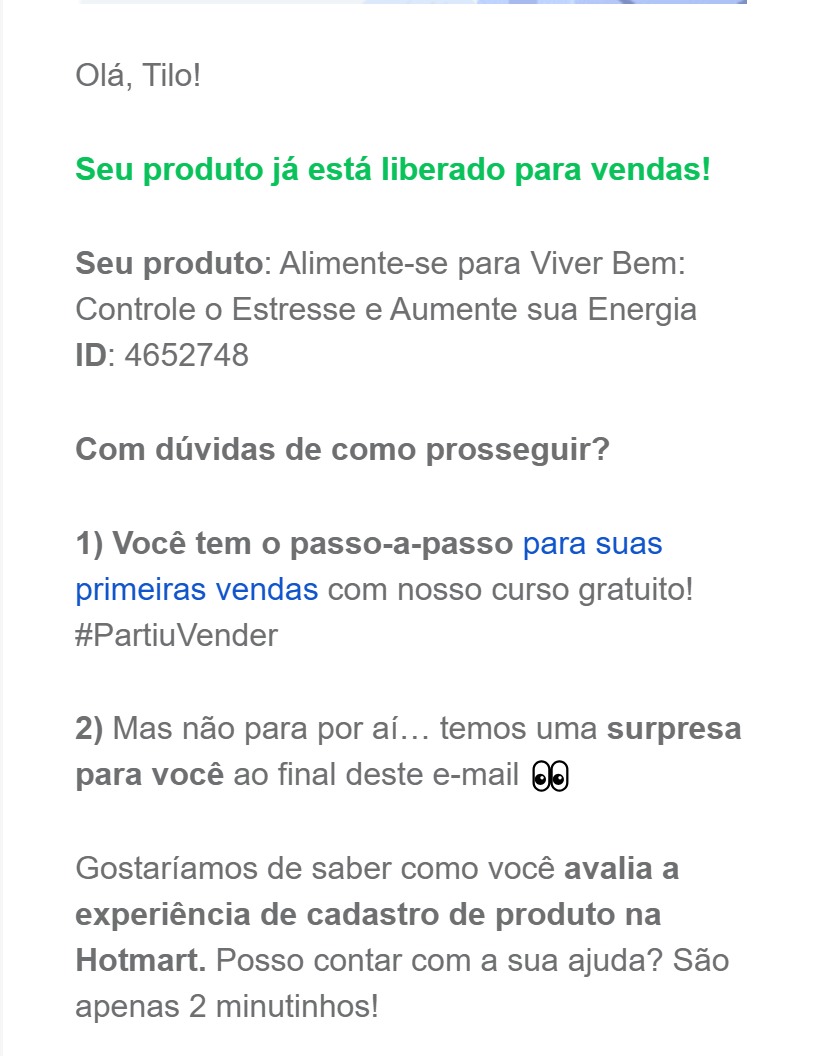 Olá, Tilo!
Seu produto já está liberado para vendas!
Seu produto: Alimente-se para Viver Bem:
Controle o Estresse e Aumente sua Energia
ID: 4652748
Com dúvidas de como prosseguir?
1) Você tem o passo-a-passo para suas
primeiras vendas com nosso curso gratuito!
#PartiuVender
2) Mas não para por aí… temos uma surpresa
para você ao final deste e-mail 👀
Gostaríamos de saber como você avalia a
experiência de cadastro de produto na
Hotmart. Posso contar com a sua ajuda? São
apenas 2 minutinhos!